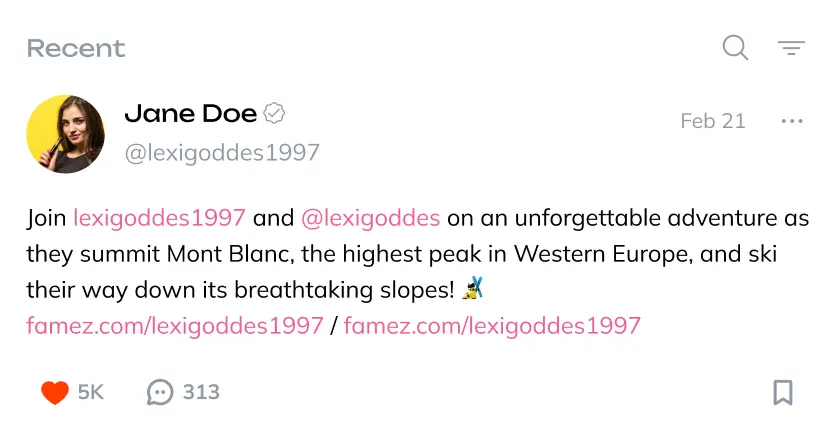 Recent
Jane Doe
@lexigoddes1997
Feb 21
Join lexigoddes1997 and @lexigoddes on an unforgettable adventure as
they summit Mont Blanc, the highest peak in Western Europe, and ski
their way down its breathtaking slopes! 🎿
famez.com/lexigoddes1997 / famez.com/lexigoddes1997
5K
313